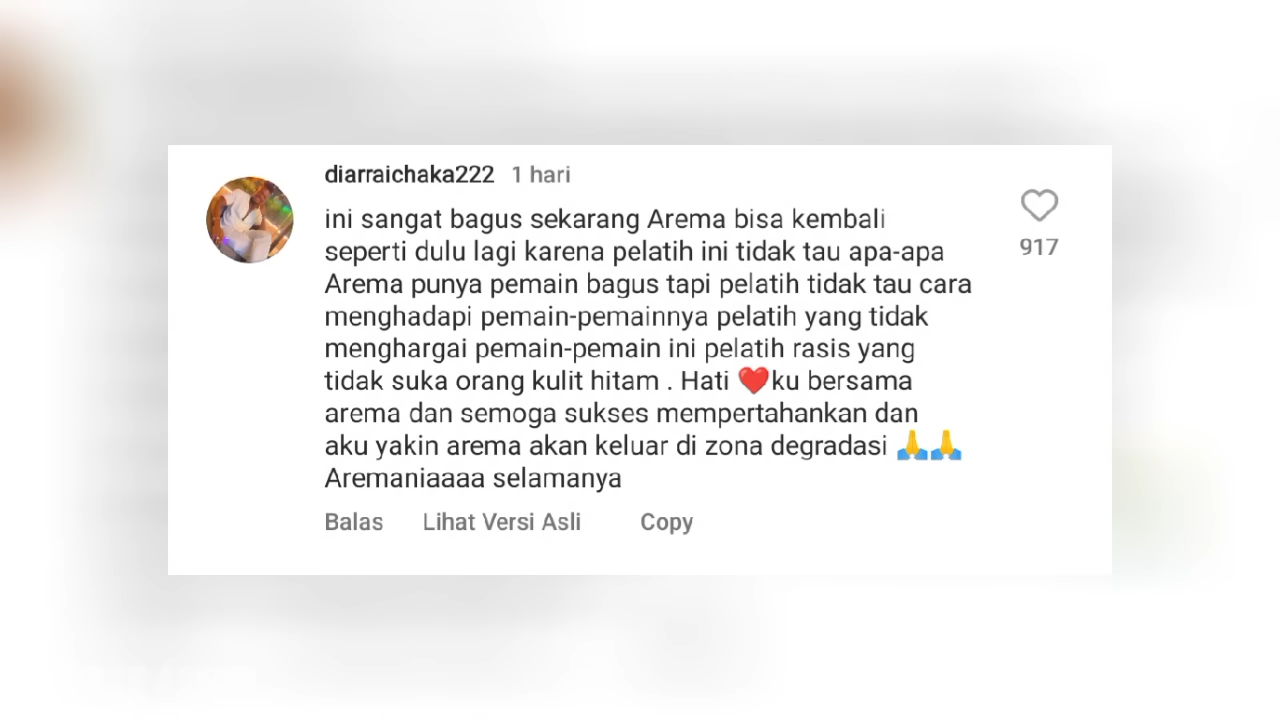 diarraichaka222 1 hari
ini sangat bagus sekarang Arema bisa kembali
seperti dulu lagi karena pelatih ini tidak tau apa-apa
Arema punya pemain bagus tapi pelatih tidak tau cara
menghadapi pemain-pemainnya pelatih yang tidak
menghargai pemain-pemain ini pelatih rasis yang
tidak suka orang kulit hitam . Hati ❤️ku bersama
arema dan semoga sukses mempertahankan dan
aku yakin arema akan keluar di zona degradasi 🙏🙏
Aremaniaaaa selamanya
917
Balas Lihat Versi Asli Copy